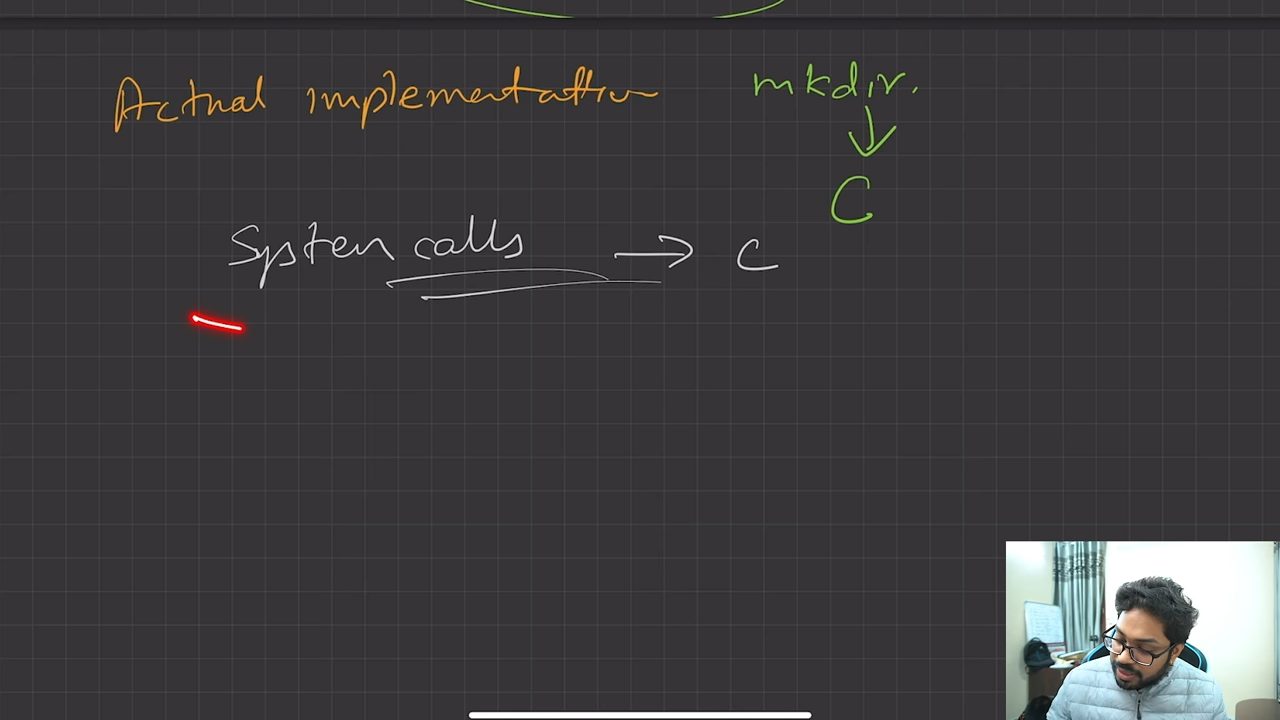 Actual implementation
mkdir.
↓
C
System calls → C